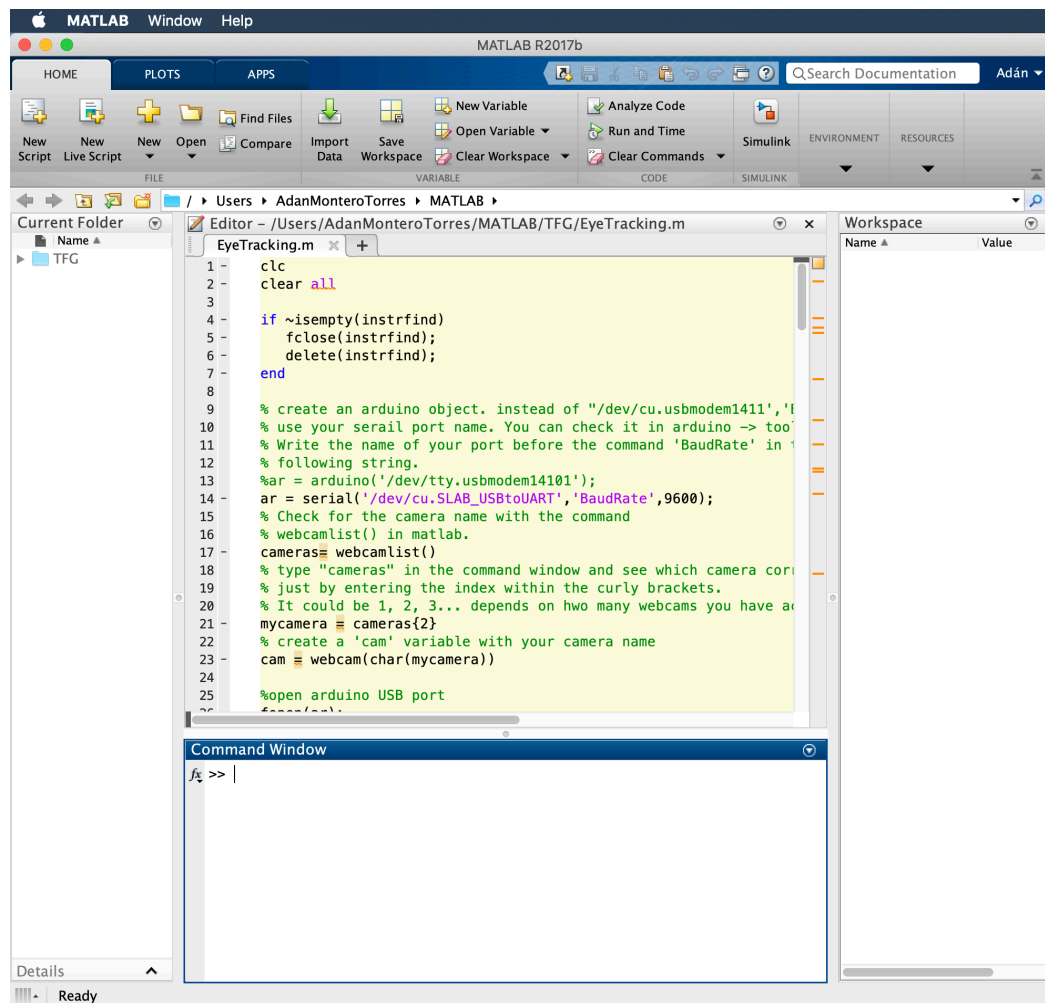 MATLAB Window Help
MATLAB R2017b
HOME PLOTS APPS Search Documentation Adán
New Script
New Live Script
New
Open
Find Files
Compare
Import Data
Save Workspace
New Variable
Open Variable
Clear Workspace
Analyze Code
Run and Time
Clear Commands
Simulink
ENVIRONMENT
RESOURCES
FILE VARIABLE CODE SIMULINK
/ Users AdanMonteroTorres MATLAB
Current Folder
Name
TFG
Editor – /Users/AdanMonteroTorres/MATLAB/TFG/EyeTracking.m
EyeTracking.m +
1 – clc
2 – clear all
3
4 – if ~isempty(instrfind)
5 – fclose(instrfind);
6 – delete(instrfind);
7 – end
8
9 % create an arduino object. instead of "/dev/cu.usbmodem1411",'
10 % use your serail port name. You can check it in arduino -> too
11 % Write the name of your port before the command 'BaudRate' in
12 % following string.
13 %ar = arduino('/dev/tty.usbmodem14101');
14 – ar = serial('/dev/cu.SLAB_USBtoUART','BaudRate',9600);
15 % Check for the camera name with the command
16 % webcamlist() in matlab.
17 – cameras= webcamlist()
18 % type "cameras" in the command window and see which camera cor
19 % just by entering the index within the curly brackets.
20 % It could be 1, 2, 3... depends on hwo many webcams you have a
21 – mycamera = cameras{2}
22 % create a 'cam' variable with your camera name
23 – cam = webcam(char(mycamera))
24
25 %open arduino USB port
Workspace
Name Value
Command Window
fx >>
Details
Ready